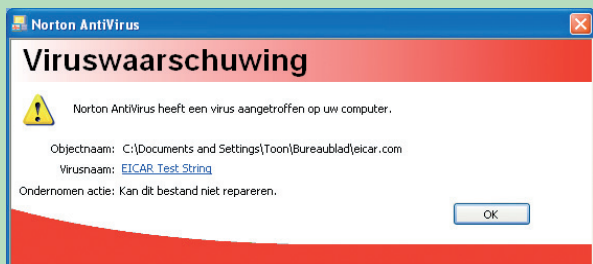 Norton AntiVirus
Viruswaarschuwing
Norton AntiVirus heeft een virus aangetroffen op uw computer.
Objectnaam: C:\Documents and Settings\Toon\Bureaublad\eicar.com
Virusnaam: EICAR Test String
Ondernomen actie: Kan dit bestand niet repareren.
OK